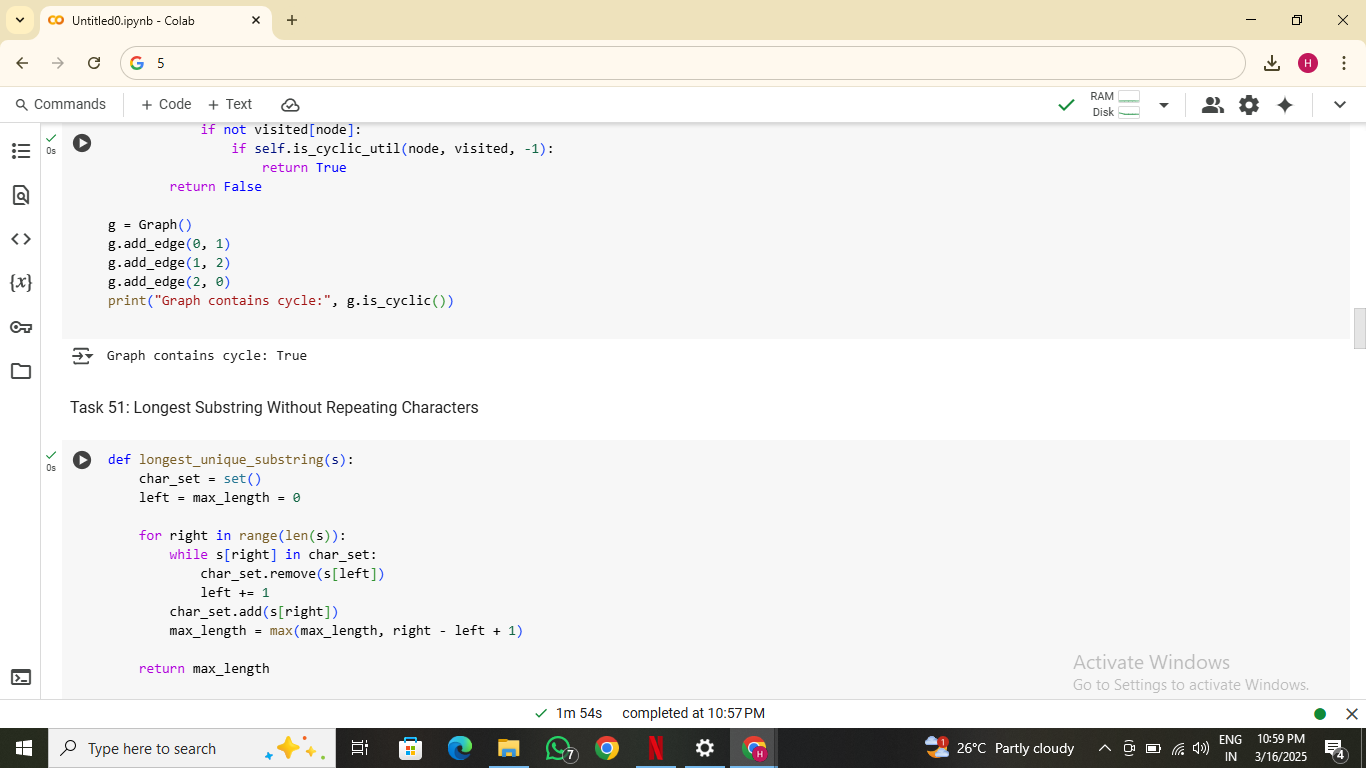 Untitled0.ipynb - Colab
5
H
Commands
+ Code + Text
RAM
Disk
0s
if not visited[node]:
if self.is_cyclic_util(node, visited, -1):
return True
return False
g = Graph()
g.add_edge(0, 1)
g.add_edge(1, 2)
g.add_edge(2, 0)
print("Graph contains cycle:", g.is_cyclic())
Graph contains cycle: True
Task 51: Longest Substring Without Repeating Characters
0s
def longest_unique_substring(s):
char_set = set()
left = max_length = 0
for right in range(len(s)):
while s[right] in char_set:
char_set.remove(s[left])
left += 1
char_set.add(s[right])
max_length = max(max_length, right - left + 1)
return max_length
Activate Windows
Go to Settings to activate Windows.
1m 54s completed at 10:57 PM
Type here to search
7
N
H
1
26°C Partly cloudy
ENG
IN
10:59 PM
3/16/2025
4